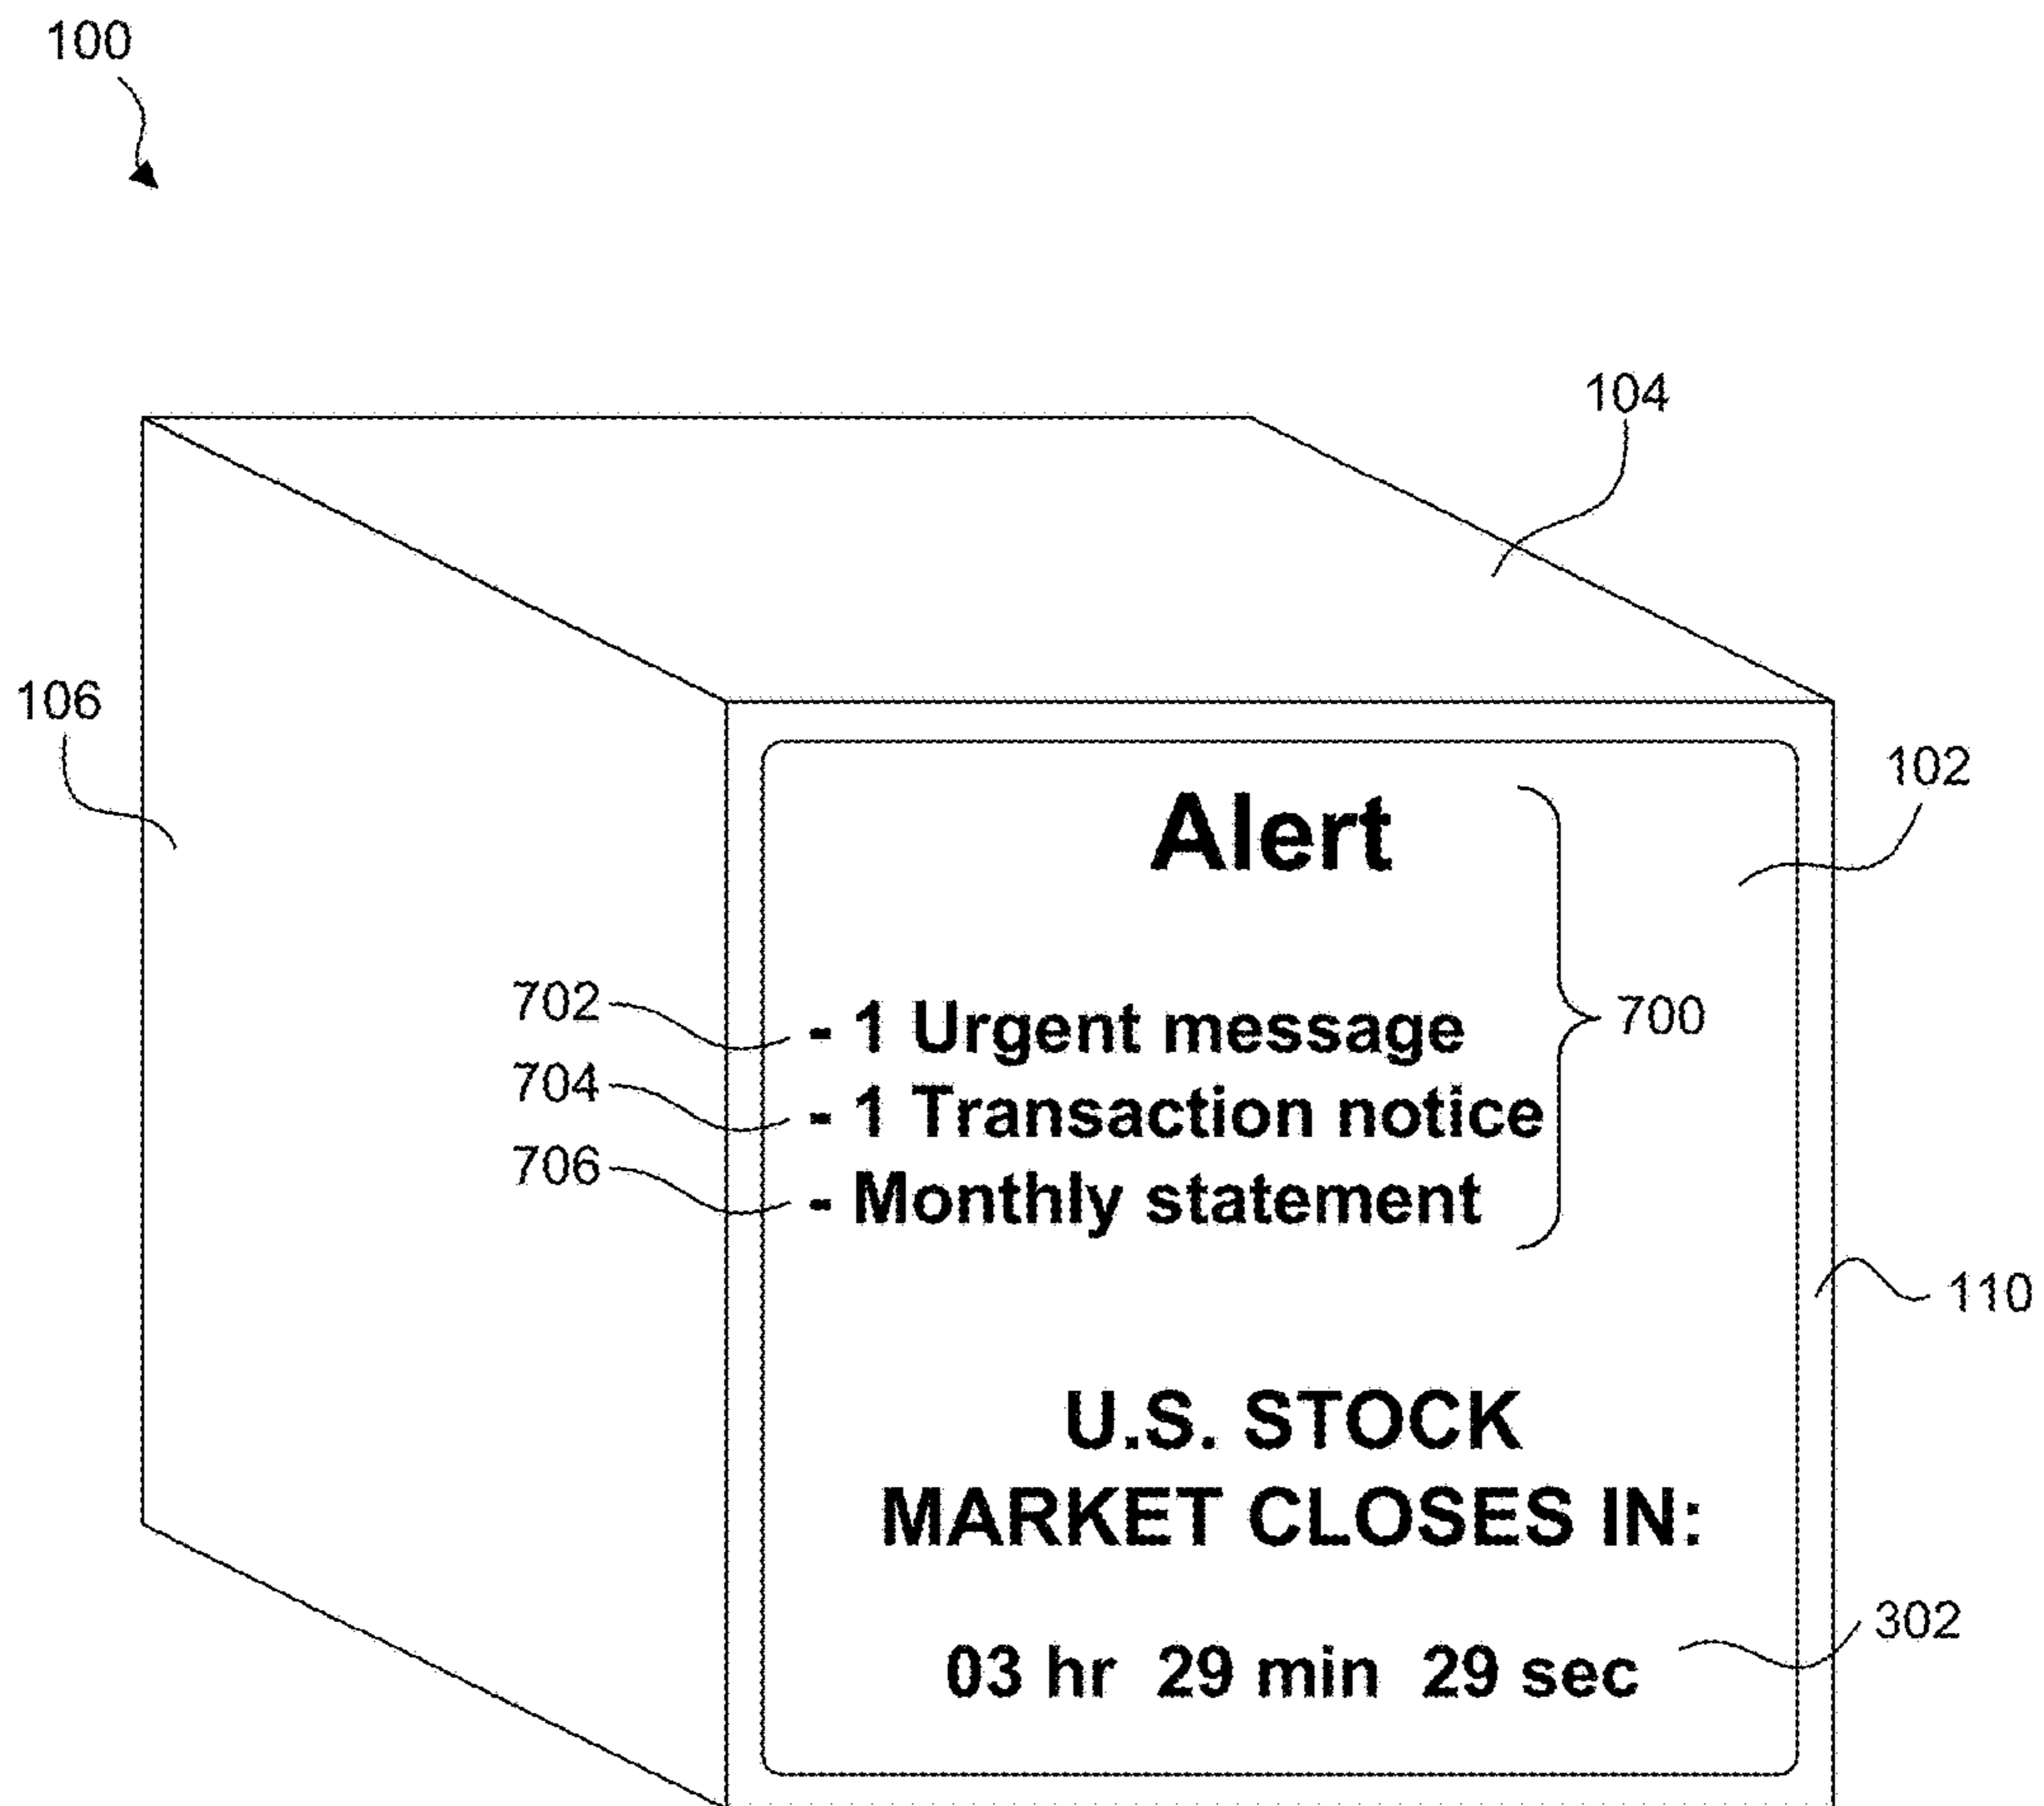 100
104
106
102
Alert
702
- 1 Urgent message
700
704
- 1 Transaction notice
706
- Monthly statement
110
U.S. STOCK
MARKET CLOSES IN:
302
03 hr 29 min 29 sec